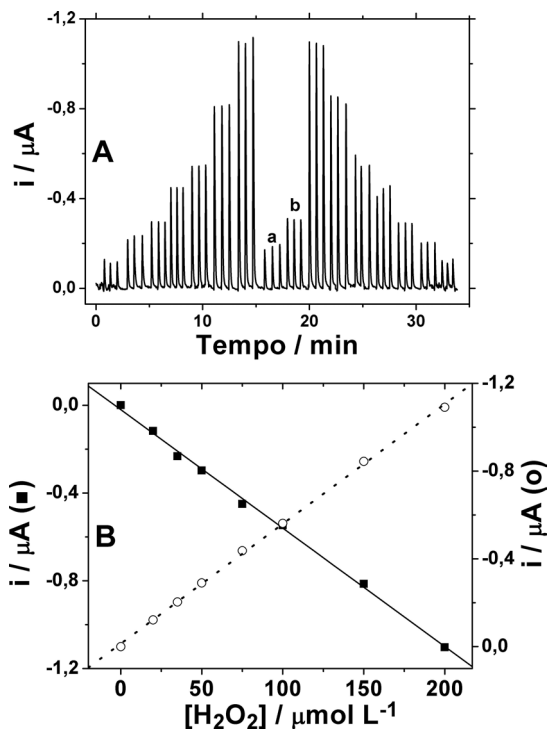 -1,2
-0,8
-0,4
0,0
i / μA
A
a
b
0
10
20
30
Tempo / min
0,0
-0,4
-0,8
-1,2
i / μA (■)
B
-1,2
-0,8
-0,4
0,0
i / μA (o)
0
50
100
150
200
[H₂O₂] / μmol L⁻¹